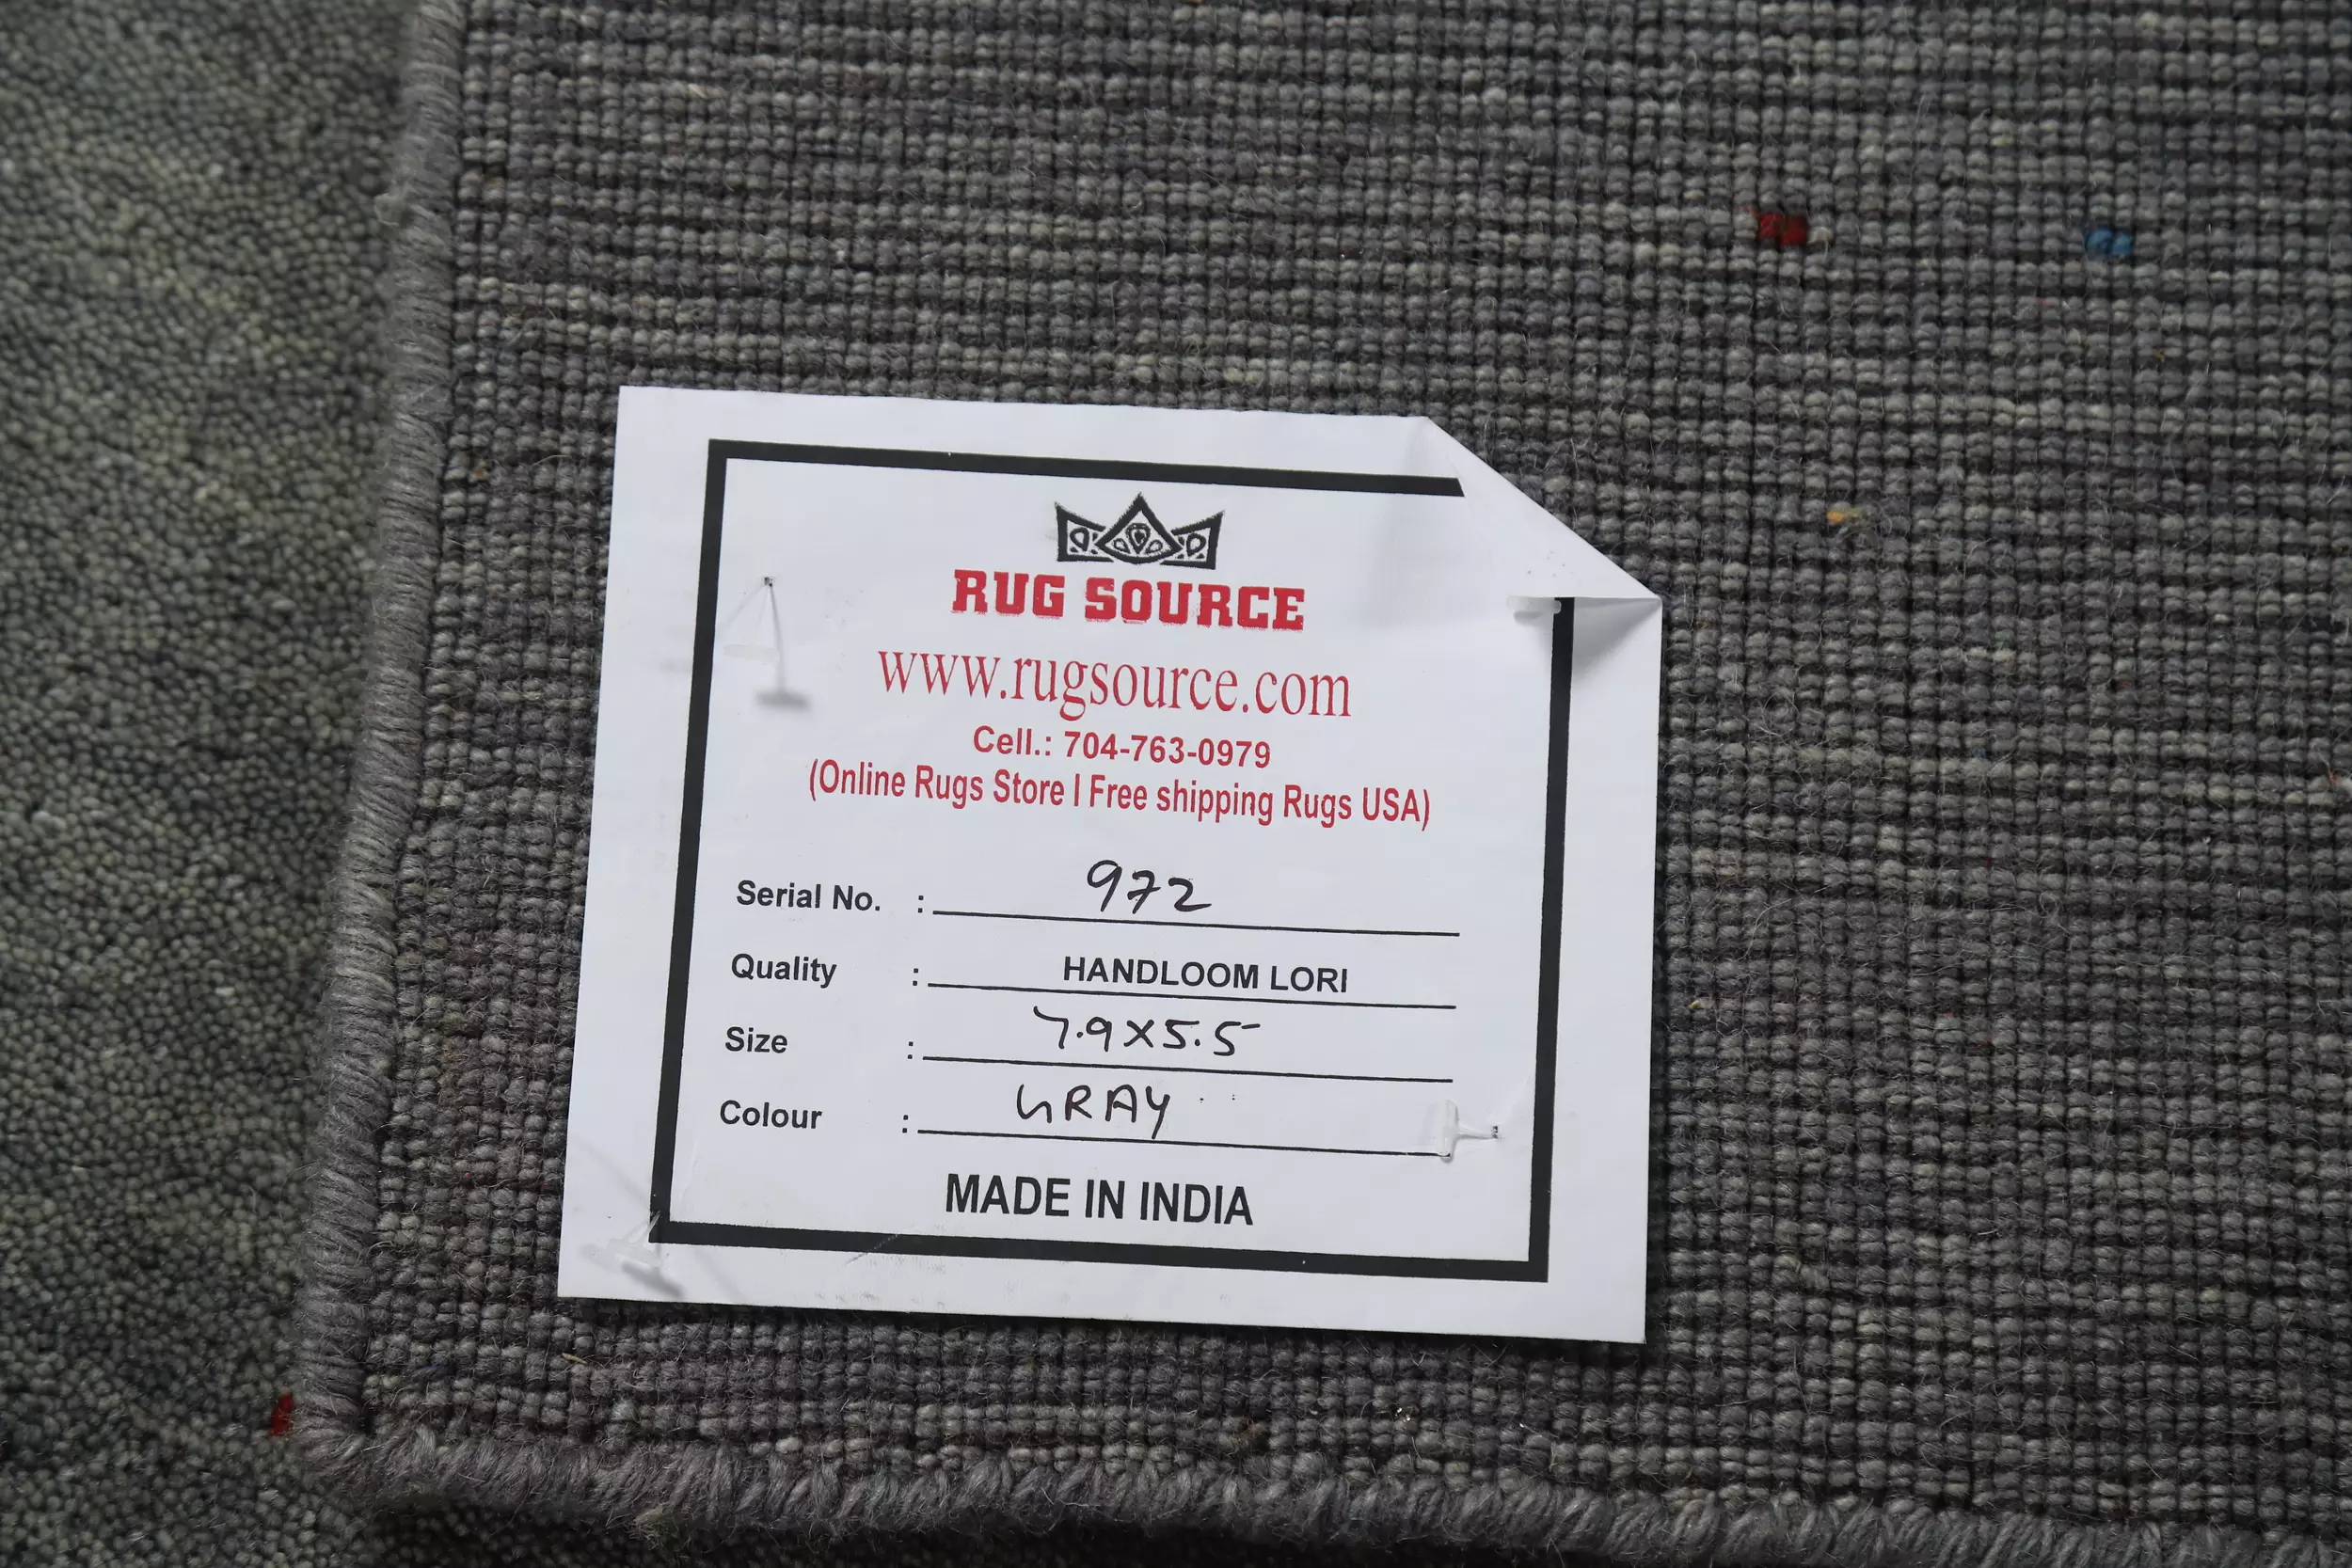 RUG SOURCE
www.rugsource.com
Cell.: 704-763-0979
(Online Rugs Store I Free shipping Rugs USA)
Serial No. : 972
Quality : HANDLOOM LORI
Size : 7.9X5.5
Colour : GRAY
MADE IN INDIA